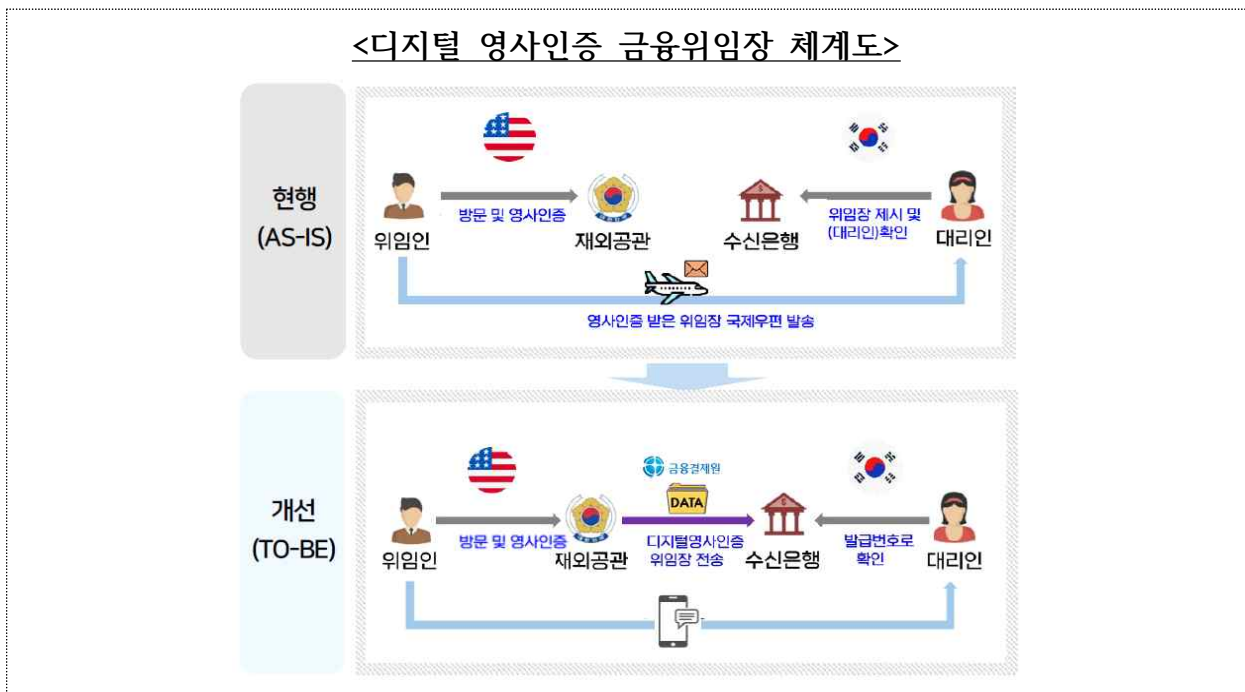 <디지털 영사인증 금융위임장 체계도>
현행
(AS-IS)
방문 및 영사인증
위임장 제시 및
(대리인)확인
위임인
재외공관
수신은행
대리인
영사인증 받은 위임장 국제우편 발송
개선
(TO-BE)
금융결제원
DATA
방문 및 영사인증
디지털영사인증
위임장 전송
발급번호로
확인
위임인
재외공관
수신은행
대리인